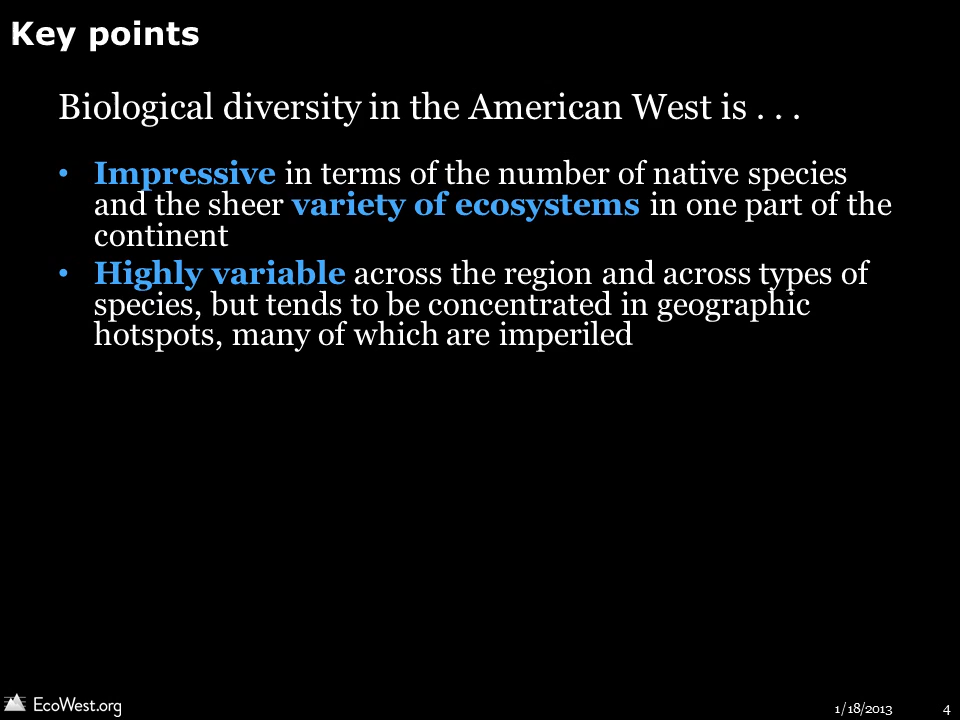 Key points
Biological diversity in the American West is . . .
• Impressive in terms of the number of native species
and the sheer variety of ecosystems in one part of the
continent
• Highly variable across the region and across types of
species, but tends to be concentrated in geographic
hotspots, many of which are imperiled
EcoWest.org
1/18/2013 4